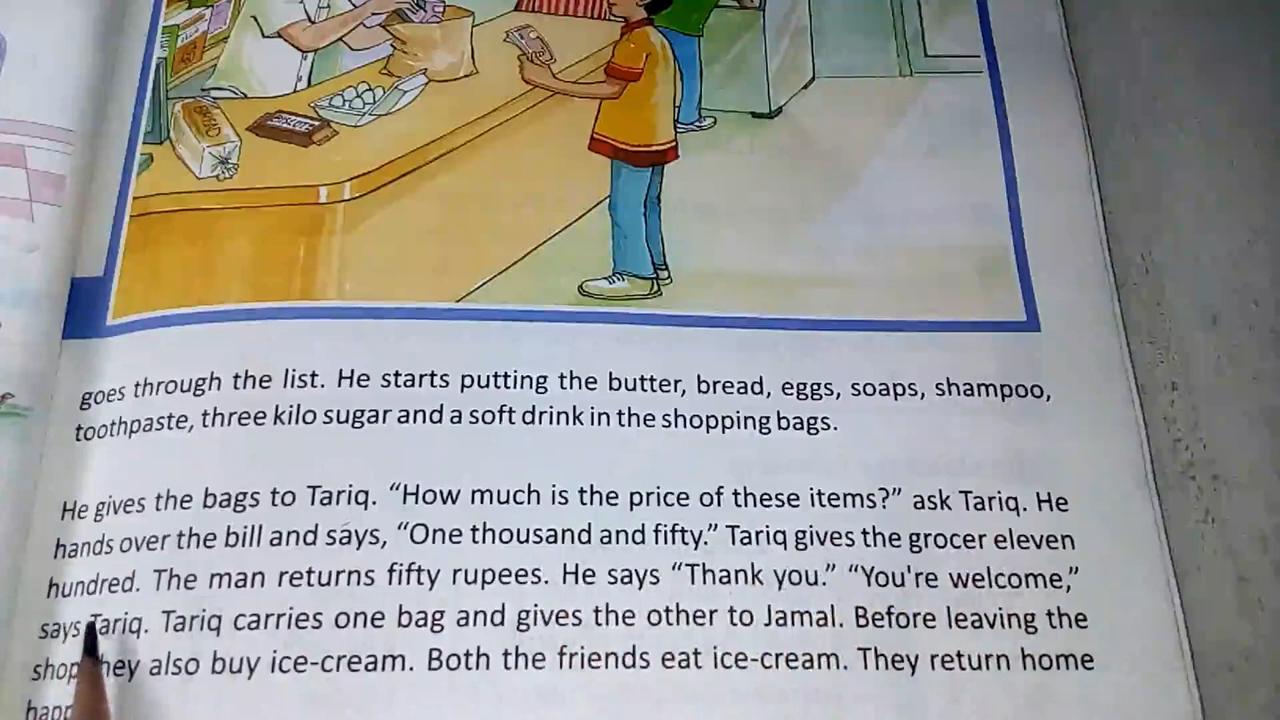 BREAD
BISCUITS
goes through the list. He starts putting the butter, bread, eggs, soaps, shampoo,
toothpaste, three kilo sugar and a soft drink in the shopping bags.
He gives the bags to Tariq. “How much is the price of these items?” ask Tariq. He
hands over the bill and says, “One thousand and fifty.” Tariq gives the grocer eleven
hundred. The man returns fifty rupees. He says “Thank you.” “You're welcome,”
says Tariq. Tariq carries one bag and gives the other to Jamal. Before leaving the
shop they also buy ice-cream. Both the friends eat ice-cream. They return home